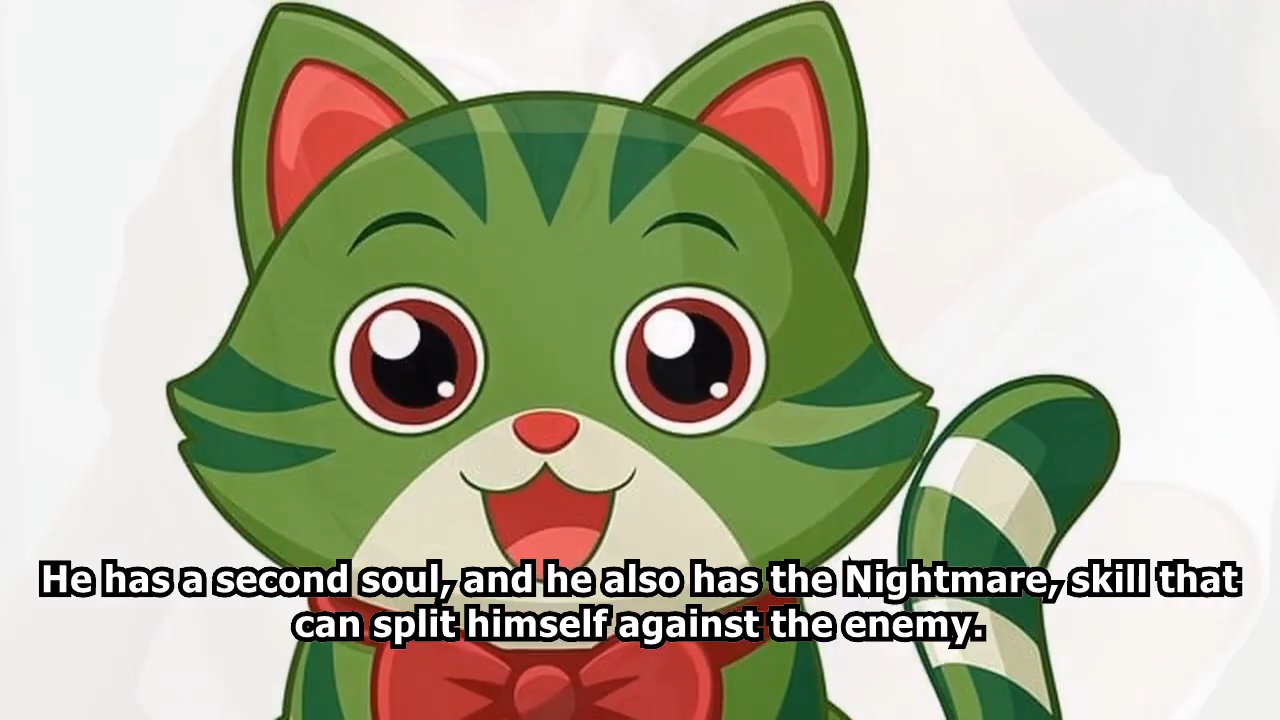 He has a second soul, and he also has the Nightmare, skill that
can split himself against the enemy.